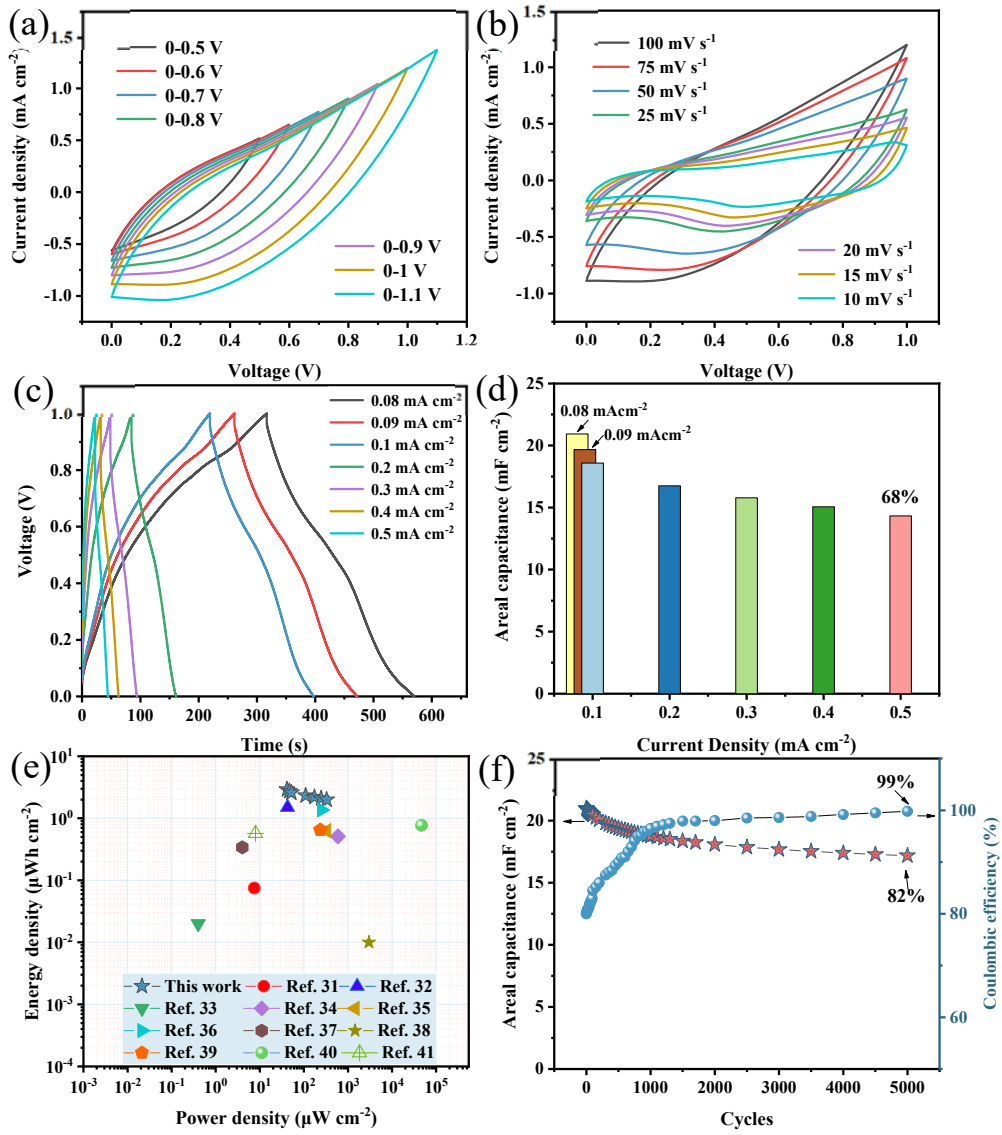 (a)
Current density (mA cm-2)
1.5
1.0
0.5
0.0
-0.5
-1.0
0-0.5 V
0-0.6 V
0-0.7 V
0-0.8 V
0-0.9 V
0-1 V
0-1.1 V
0.0 0.2 0.4 0.6 0.8 1.0 1.2
Voltage (V)
(b)
Current density (mA cm-2)
1.5
1.0
0.5
0.0
-0.5
-1.0
100 mV s-1
75 mV s-1
50 mV s-1
25 mV s-1
20 mV s-1
15 mV s-1
10 mV s-1
0.0 0.2 0.4 0.6 0.8 1.0
Voltage (V)
(c)
Voltage (V)
1.0
0.8
0.6
0.4
0.2
0.0
0.08 mA cm-2
0.09 mA cm-2
0.1 mA cm-2
0.2 mA cm-2
0.3 mA cm-2
0.4 mA cm-2
0.5 mA cm-2
0 100 200 300 400 500 600
Time (s)
(d)
Areal capacitance (mF cm-2)
25
20
15
10
5
0
0.08 mAcm-2
0.09 mAcm-2
68%
0.1 0.2 0.3 0.4 0.5
Current Density (mA cm-2)
(e)
Energy density (µWh cm-2)
101
100
10-1
10-2
10-3
10-4
This work Ref. 31 Ref. 32
Ref. 33 Ref. 34 Ref. 35
Ref. 36 Ref. 37 Ref. 38
Ref. 39 Ref. 40 Ref. 41
10-3 10-2 10-1 100 101 102 103 104 105
Power density (µW cm-2)
(f)
Areal capacitance (mF cm-2)
25
20
15
10
5
0
99%
82%
100
80
60
Coulombic efficiency (%)
0 1000 2000 3000 4000 5000
Cycles